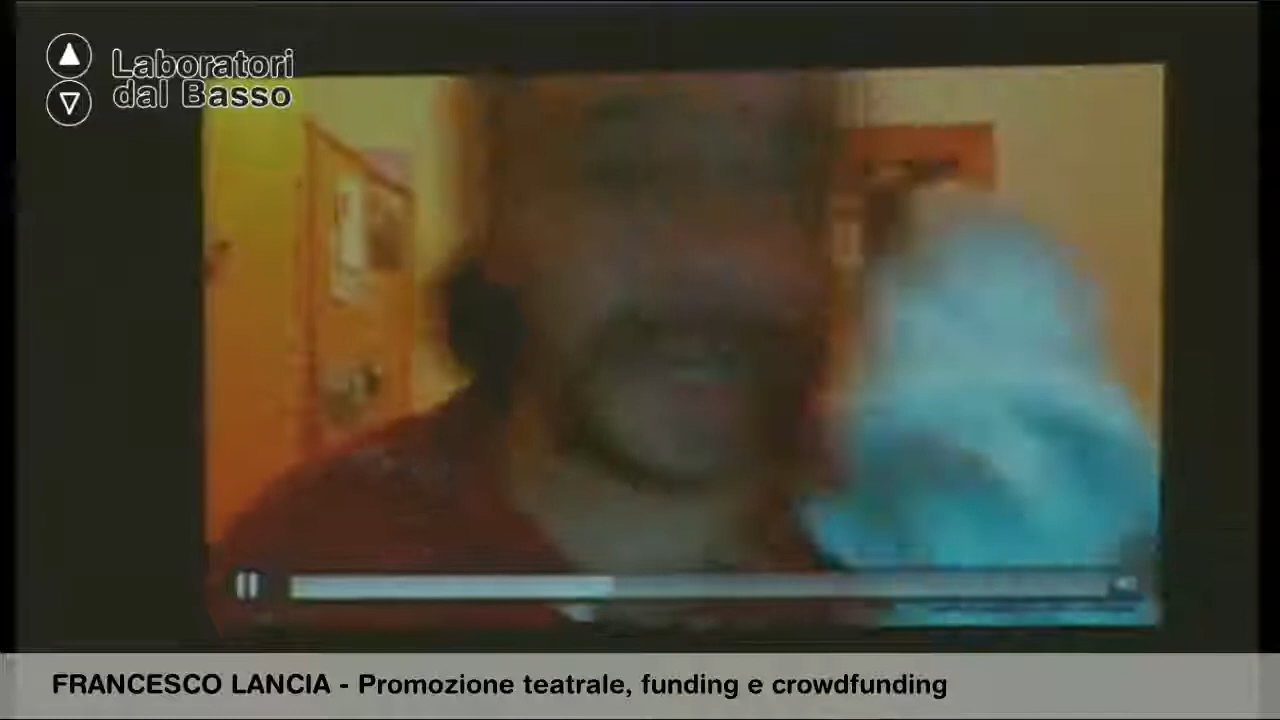 Laboratori
dal Basso
FRANCESCO LANCIA - Promozione teatrale, funding e crowdfunding